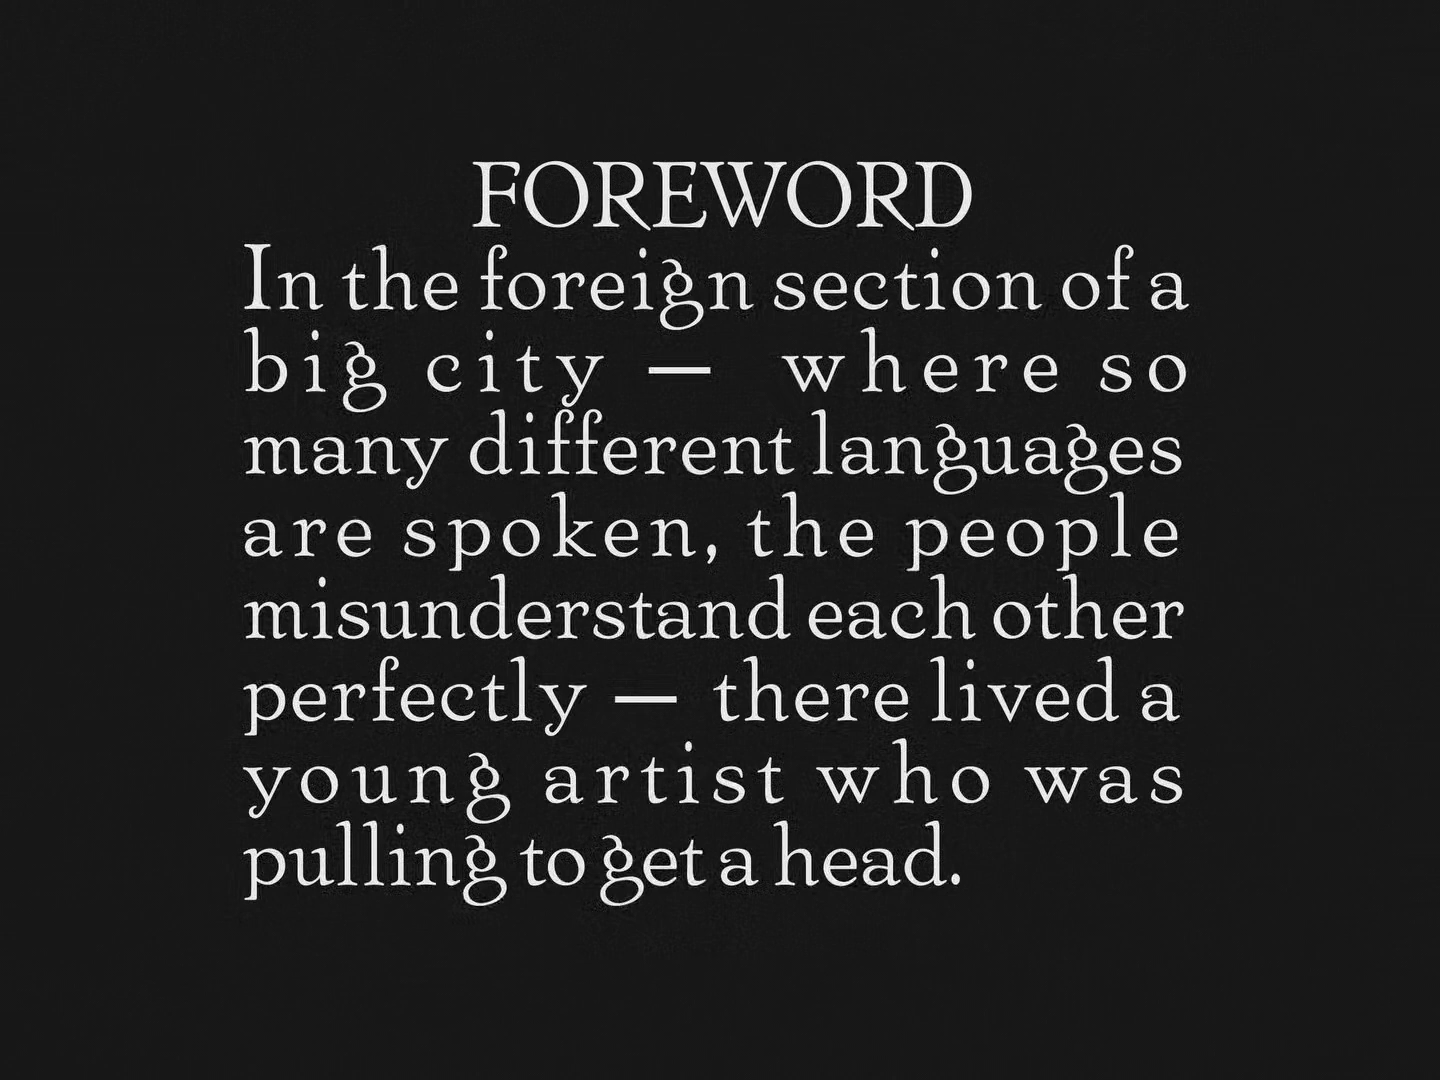 FOREWORD
In the foreign section of a
big city — where so
many different languages
are spoken, the people
misunderstand each other
perfectly — there lived a
young artist who was
pulling to get a head.